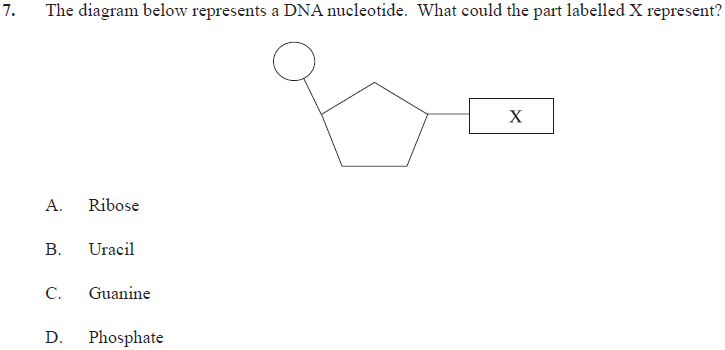 7. The diagram below represents a DNA nucleotide. What could the part labelled X represent?
X
A. Ribose
B. Uracil
C. Guanine
D. Phosphate